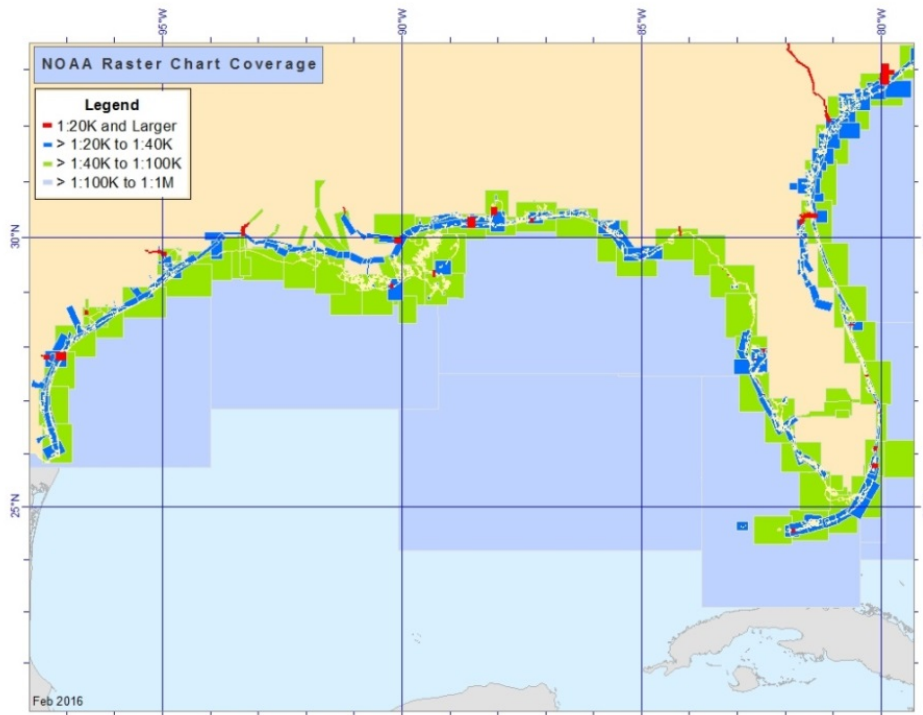 95°W
90°W
85°W
80°W
NOAA Raster Chart Coverage
Legend
1:20K and Larger
> 1:20K to 1:40K
> 1:40K to 1:100K
> 1:100K to 1:1M
30°N
25°N
Feb 2016